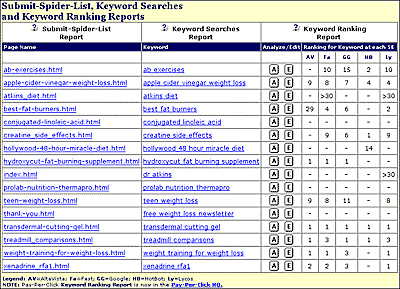 Submit-Spider-List, Keyword Searches
and Keyword Ranking Reports
? Submit-Spider-List Report ? Keyword Searches Report ? Keyword Ranking Report
Page Name Keyword Analyze/Edit Ranking for Keyword at each SE
AV Fa GG HB Ly
ab-exercises.html ab exercises A E - 10 15 2 10
apple-cider-vinegar-weight-loss.html apple cider vinegar weight loss A E 9 8 7 4 4
atkins_diet.html atkins diet A E - >30 - - >30
best-fat-burners.html best fat burners A E 29 4 6 - 2
conjugated-linoleic-acid.html conjugated linoleic acid A E - - - - -
creatine_side_effects.html creatine side effects A E - 9 6 1 9
hollywood-48-hour-miracle-diet.html hollywood 48 hour miracle diet A E - - - 14 -
hydroxycut-fat-burning-supplement.html hydroxycut fat burning supplement A E 1 1 1 - -
index.html dr atkins A E - - - - >30
prolab-nutrition-thermapro.html prolab nutrition thermapro A E - - - - -
teen-weight-loss.html teen weight loss A E 9 8 11 - 8
thank-you.html free weight loss newsletter A E - - - - -
transdermal-cutting-gel.html transdermal cutting gel A E 1 1 1 1 1
treadmill_comparisons.html treadmill comparisons A E 1 3 1 1 3
weight-training-for-weight-loss.html weight training for weight loss A E 1 1 3 - 1
xenadrine_rfa1.html xenadrine rfa1 A E 2 2 3 - 1
Legend: AV=AltaVista; Fa=Fast; GG=Google; HB=HotBot; Ly=Lycos
NOTE: Pay-Per-Click Keyword Ranking Report is now in the Pay-Per-Click HQ.